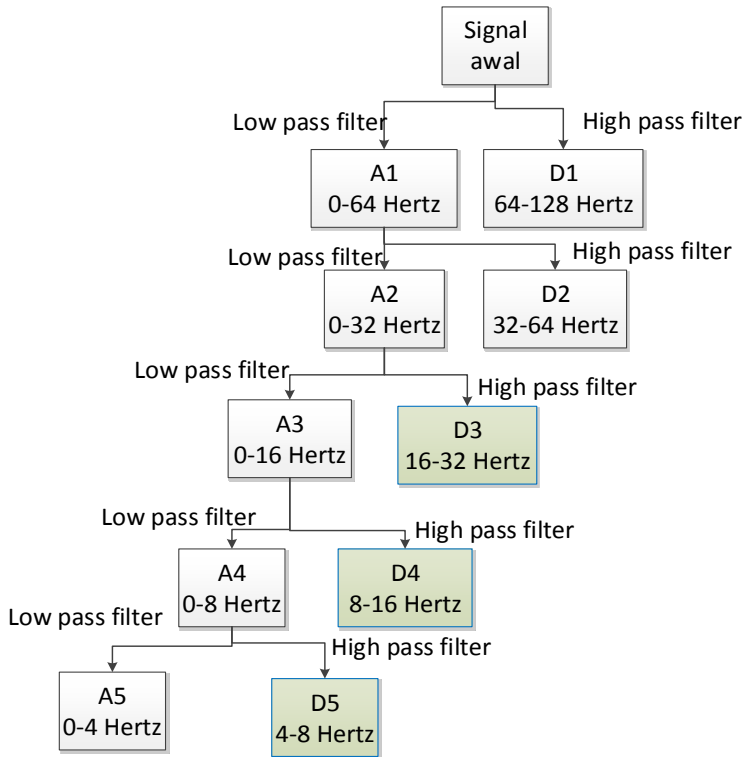 Signal
awal
Low pass filter
High pass filter
A1
0-64 Hertz
D1
64-128 Hertz
Low pass filter
High pass filter
A2
0-32 Hertz
D2
32-64 Hertz
Low pass filter
High pass filter
A3
0-16 Hertz
D3
16-32 Hertz
Low pass filter
High pass filter
A4
0-8 Hertz
D4
8-16 Hertz
Low pass filter
High pass filter
A5
0-4 Hertz
D5
4-8 Hertz